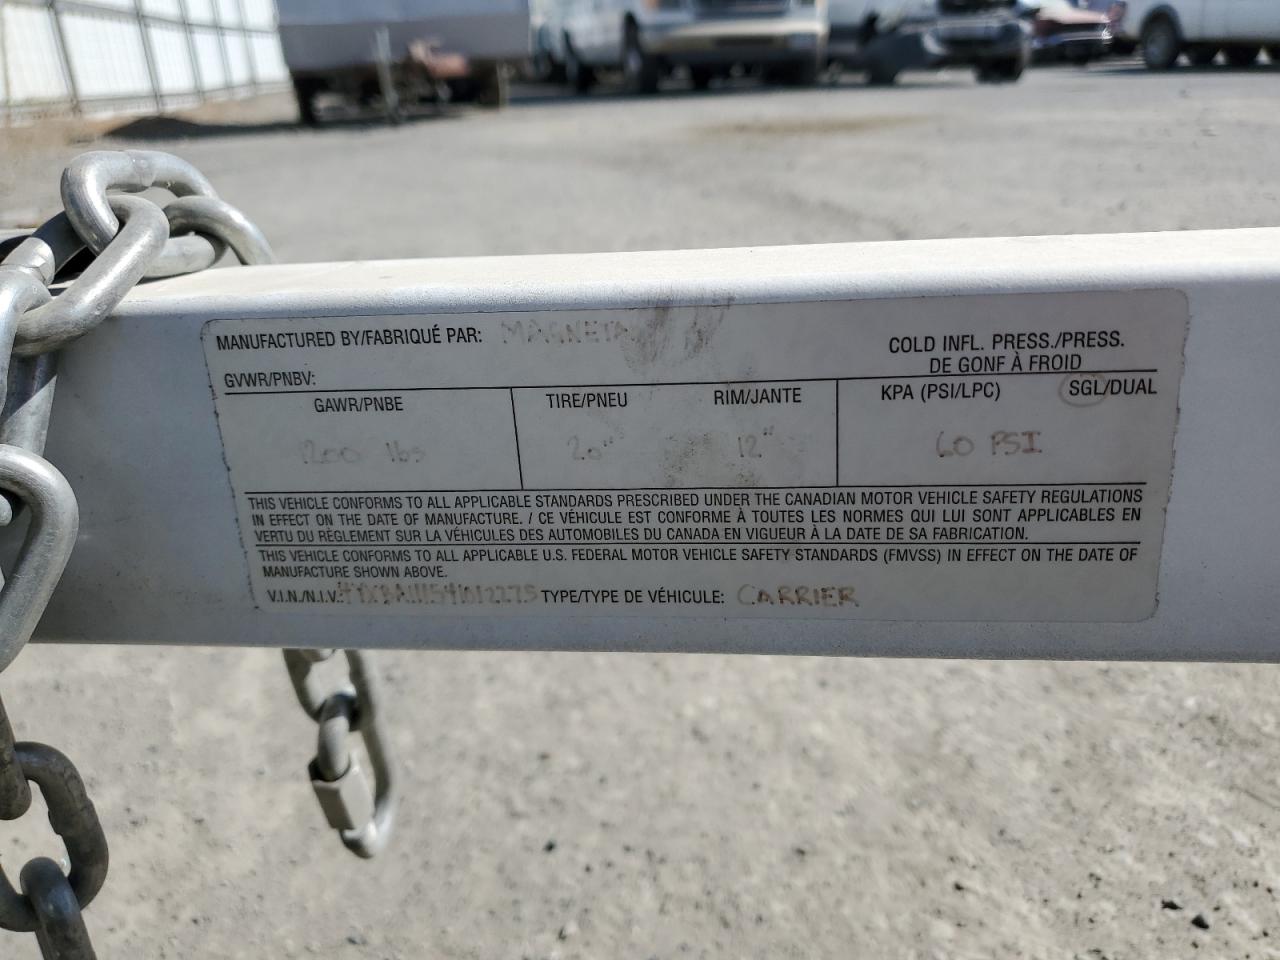 MANUFACTURED BY/FABRIQUÉ PAR: MAGNETA
COLD INFL. PRESS./PRESS.
DE GONF À FROID
GVWR/PNBV:
GAWR/PNBE TIRE/PNEU RIM/JANTE KPA (PSI/LPC) SGL/DUAL
1200 lbs 20" 12" 60 PSI
THIS VEHICLE CONFORMS TO ALL APPLICABLE STANDARDS PRESCRIBED UNDER THE CANADIAN MOTOR VEHICLE SAFETY REGULATIONS
IN EFFECT ON THE DATE OF MANUFACTURE. / CE VÉHICULE EST CONFORME À TOUTES LES NORMES QUI LUI SONT APPLICABLES EN
VERTU DU RÈGLEMENT SUR LA VÉHICULES DES AUTOMOBILES DU CANADA EN VIGUEUR À LA DATE DE SA FABRICATION.
THIS VEHICLE CONFORMS TO ALL APPLICABLE U.S. FEDERAL MOTOR VEHICLE SAFETY STANDARDS (FMVSS) IN EFFECT ON THE DATE OF
MANUFACTURE SHOWN ABOVE.
V.I.N./N.I.V.: TYPE/TYPE DE VÉHICULE: CARRIER